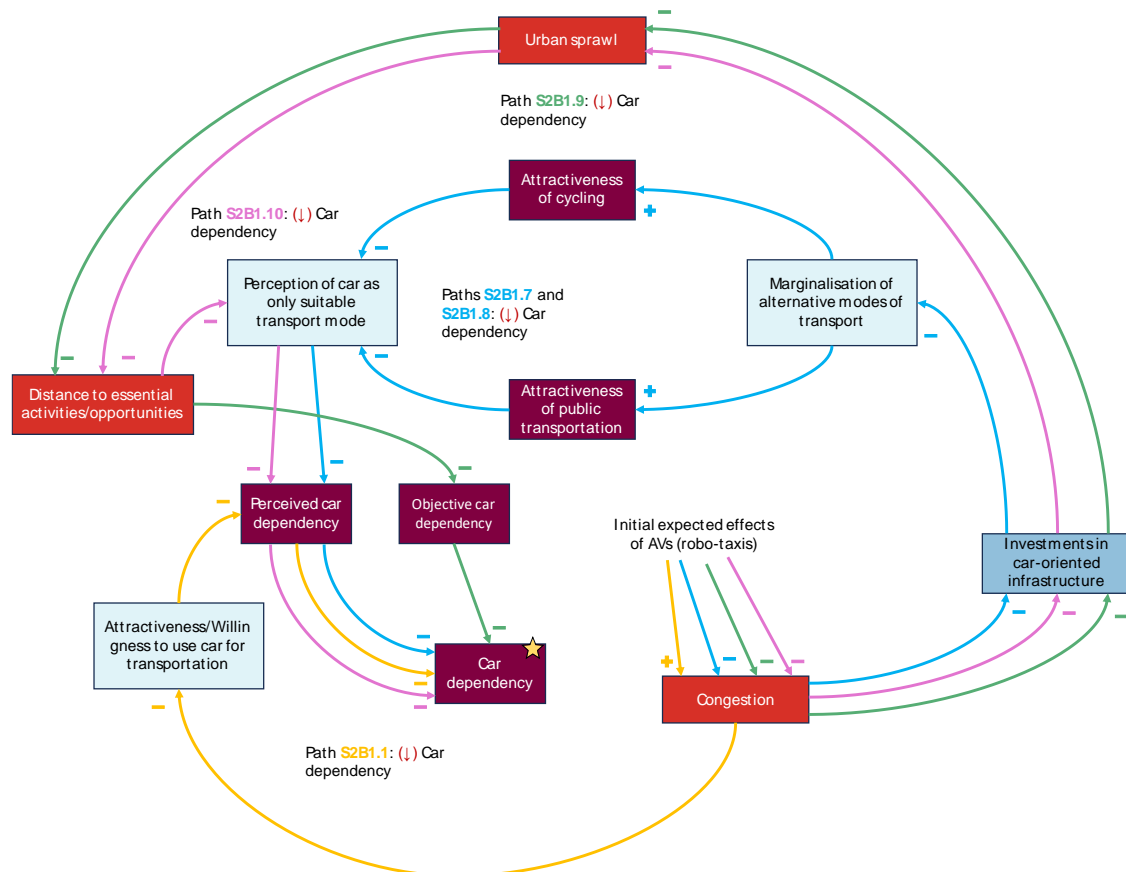 Urban sprawl
Path S2B1.9: (↓) Car
dependency
Attractiveness
of cycling
Path S2B1.10: (↓) Car
dependency
Perception of car as
only suitable
transport mode
Paths S2B1.7 and
S2B1.8: (↓) Car
dependency
Marginalisation of
alternative modes of
transport
Distance to essential
activities/opportunities
Attractiveness
of public
transportation
Perceived car
dependency
Objective car
dependency
Initial expected effects
of AVs (robo-taxis)
Investments in
car-oriented
infrastructure
Attractiveness/Willin
gness to use car for
transportation
Car
dependency
Congestion
Path S2B1.1: (↓) Car
dependency